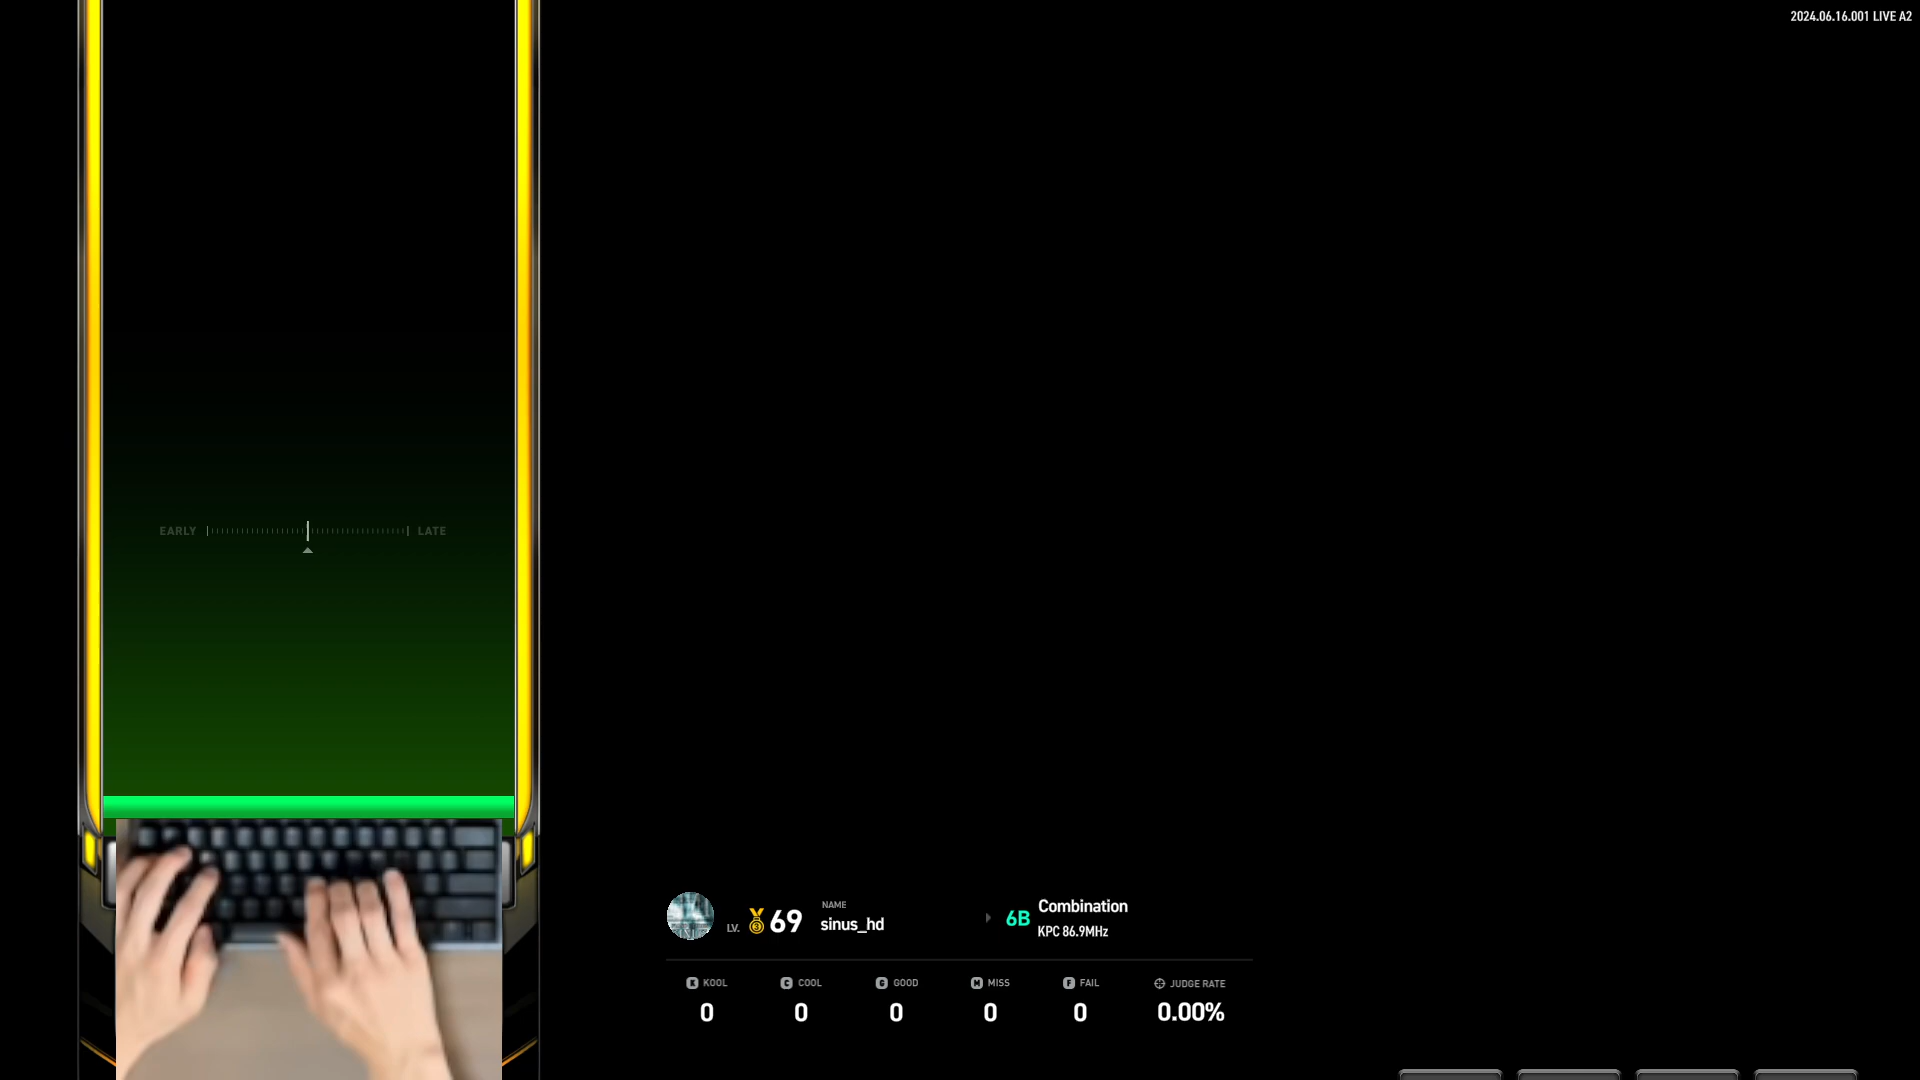 2024.06.16.001 LIVE A2
EARLY LATE
LV. 3 69
NAME
sinus_hd
6B
Combination
KPC 86.9MHz
K KOOL C COOL G GOOD M MISS F FAIL JUDGE RATE
0 0 0 0 0 0.00%